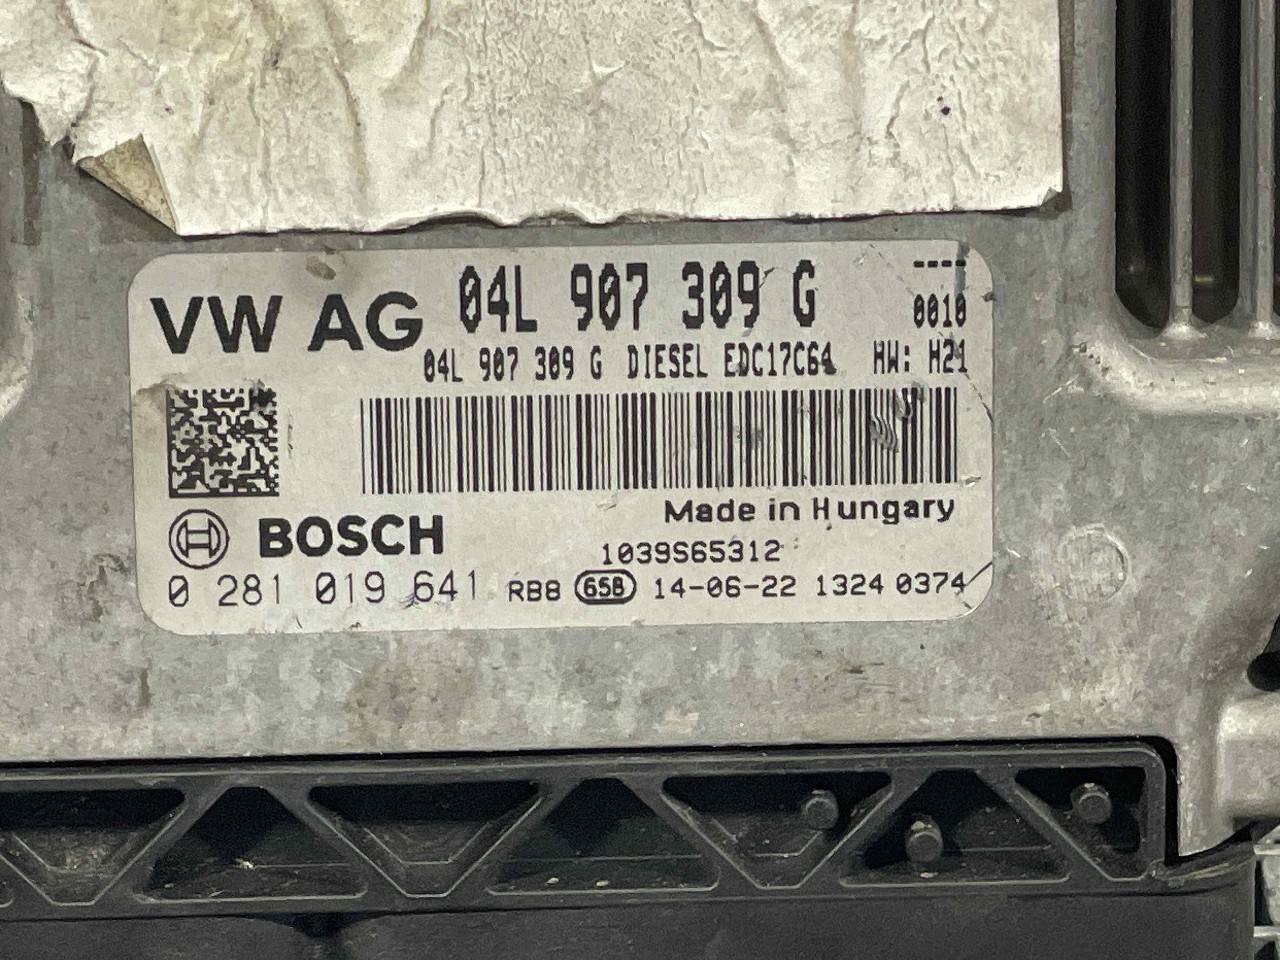 VW AG 04L 907 309 G ----
0010
04L 907 309 G DIESEL EDC17C64 HW: H21
Made in Hungary
BOSCH
1039S65312
0 281 019 641 RB8 65B 14-06-22 1324 0374